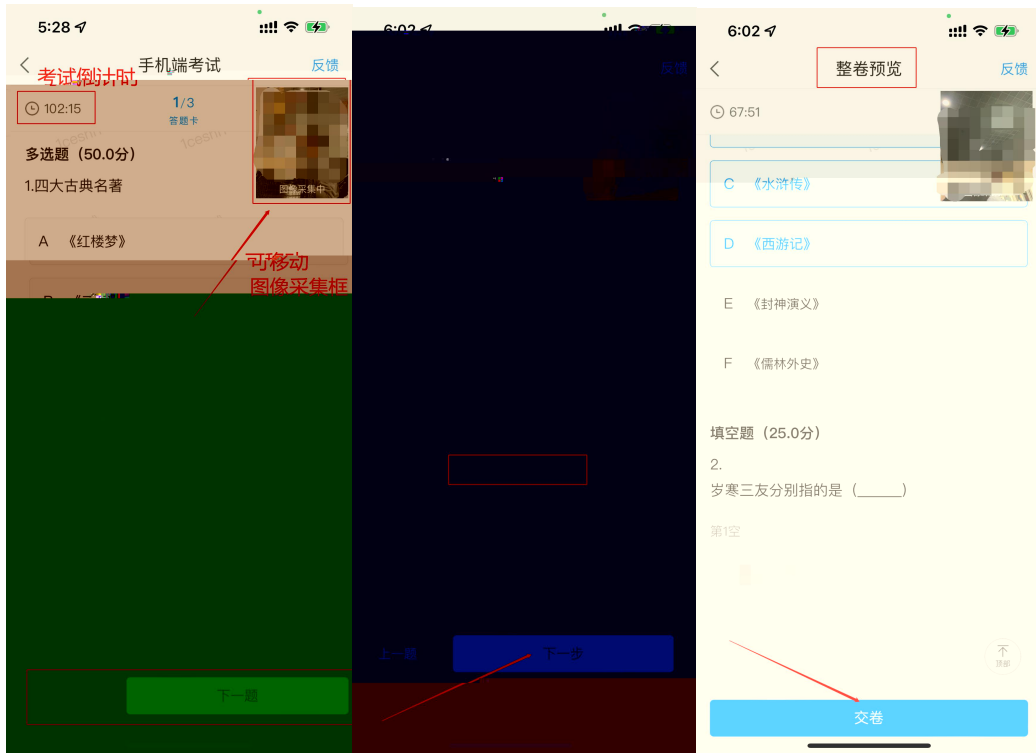 5:28
手机端考试
反馈
考试倒计时
102:15
1/3
答题卡
1ceshi
1ceshi
多选题（50.0分）
1.四大古典名著
图像采集中
A 《红楼梦》
可移动
图像采集框
下一题
6:02
反馈
上一题
下一步
6:02
整卷预览
反馈
67:51
C 《水浒传》
D 《西游记》
E 《封神演义》
F 《儒林外史》
填空题（25.0分）
2.
岁寒三友分别指的是（______）
第1空
顶部
交卷